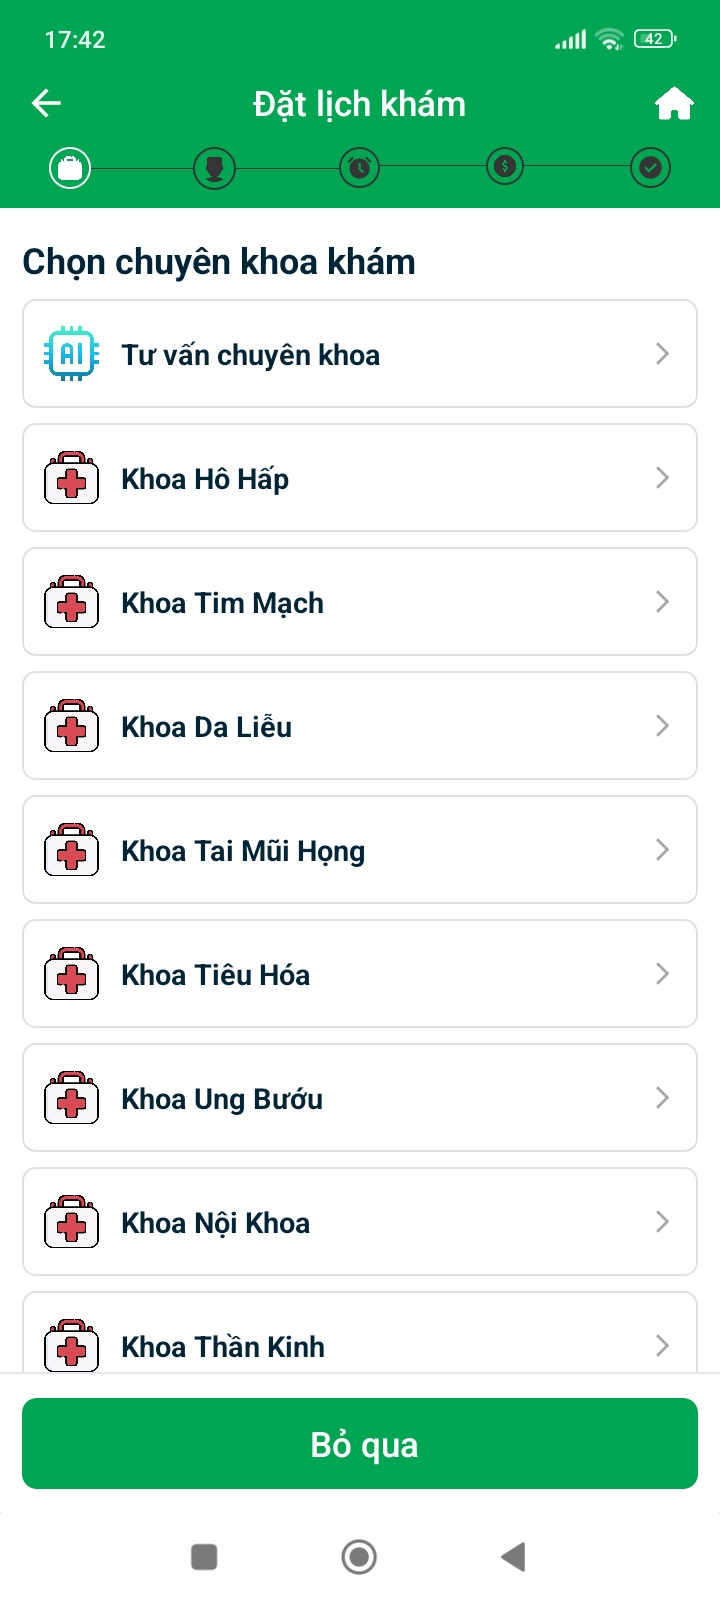 17:42
42
Đặt lịch khám
Chọn chuyên khoa khám
AI
Tư vấn chuyên khoa
Khoa Hô Hấp
Khoa Tim Mạch
Khoa Da Liễu
Khoa Tai Mũi Họng
Khoa Tiêu Hóa
Khoa Ung Bướu
Khoa Nội Khoa
Khoa Thần Kinh
Bỏ qua